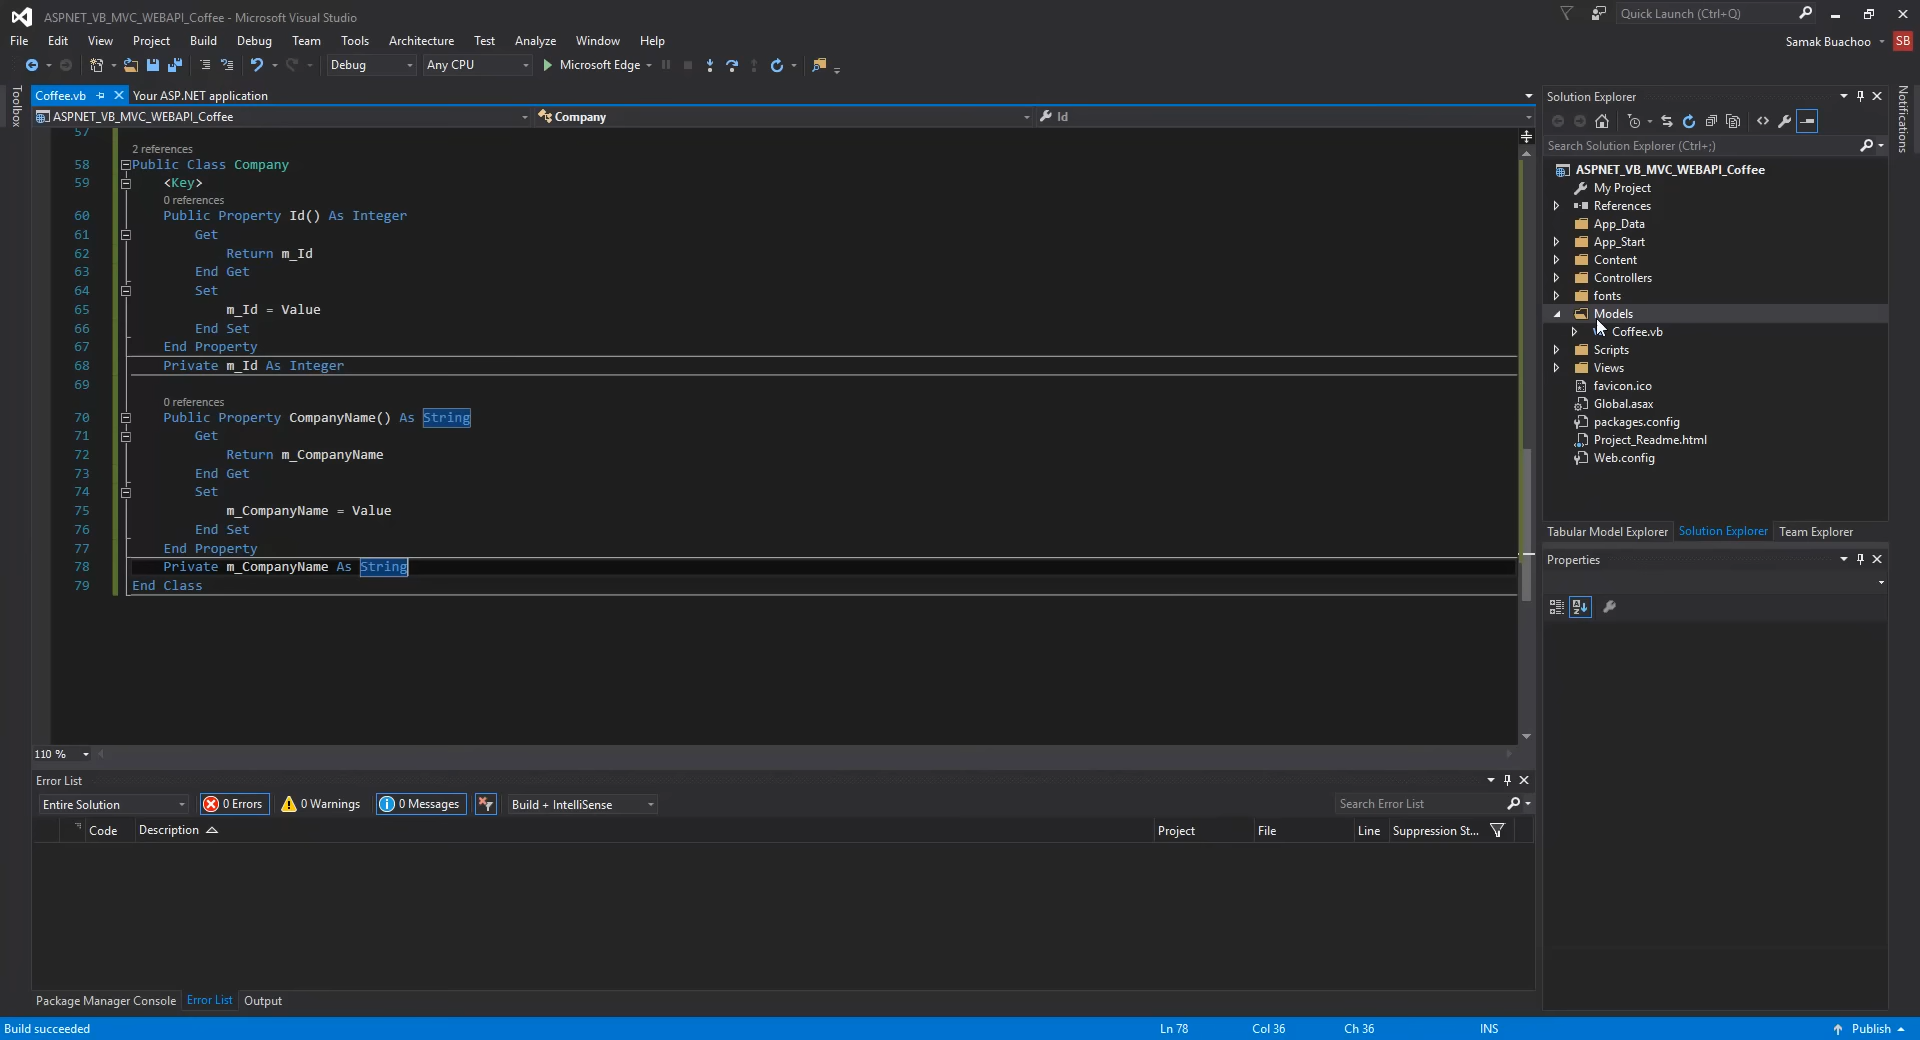 ASPNET_VB_MVC_WEBAPI_Coffee - Microsoft Visual Studio
Quick Launch (Ctrl+Q)
File Edit View Project Build Debug Team Tools Architecture Test Analyze Window Help
Samak Buachoo SB
Debug Any CPU Microsoft Edge
Toolbox
Coffee.vb Your ASP.NET application
ASPNET_VB_MVC_WEBAPI_Coffee Company Id
57
2 references
58 Public Class Company
59 <Key>
0 references
60 Public Property Id() As Integer
61 Get
62 Return m_Id
63 End Get
64 Set
65 m_Id = Value
66 End Set
67 End Property
68 Private m_Id As Integer
69
0 references
70 Public Property CompanyName() As String
71 Get
72 Return m_CompanyName
73 End Get
74 Set
75 m_CompanyName = Value
76 End Set
77 End Property
78 Private m_CompanyName As String
79 End Class
110 %
Solution Explorer
Search Solution Explorer (Ctrl+;)
ASPNET_VB_MVC_WEBAPI_Coffee
My Project
References
App_Data
App_Start
Content
Controllers
fonts
Models
Coffee.vb
Scripts
Views
favicon.ico
Global.asax
packages.config
Project_Readme.html
Web.config
Tabular Model Explorer Solution Explorer Team Explorer
Properties
Notifications
Error List
Entire Solution 0 Errors 0 Warnings 0 Messages Build + IntelliSense Search Error List
Code Description Project File Line Suppression St...
Package Manager Console Error List Output
Build succeeded Ln 78 Col 36 Ch 36 INS Publish